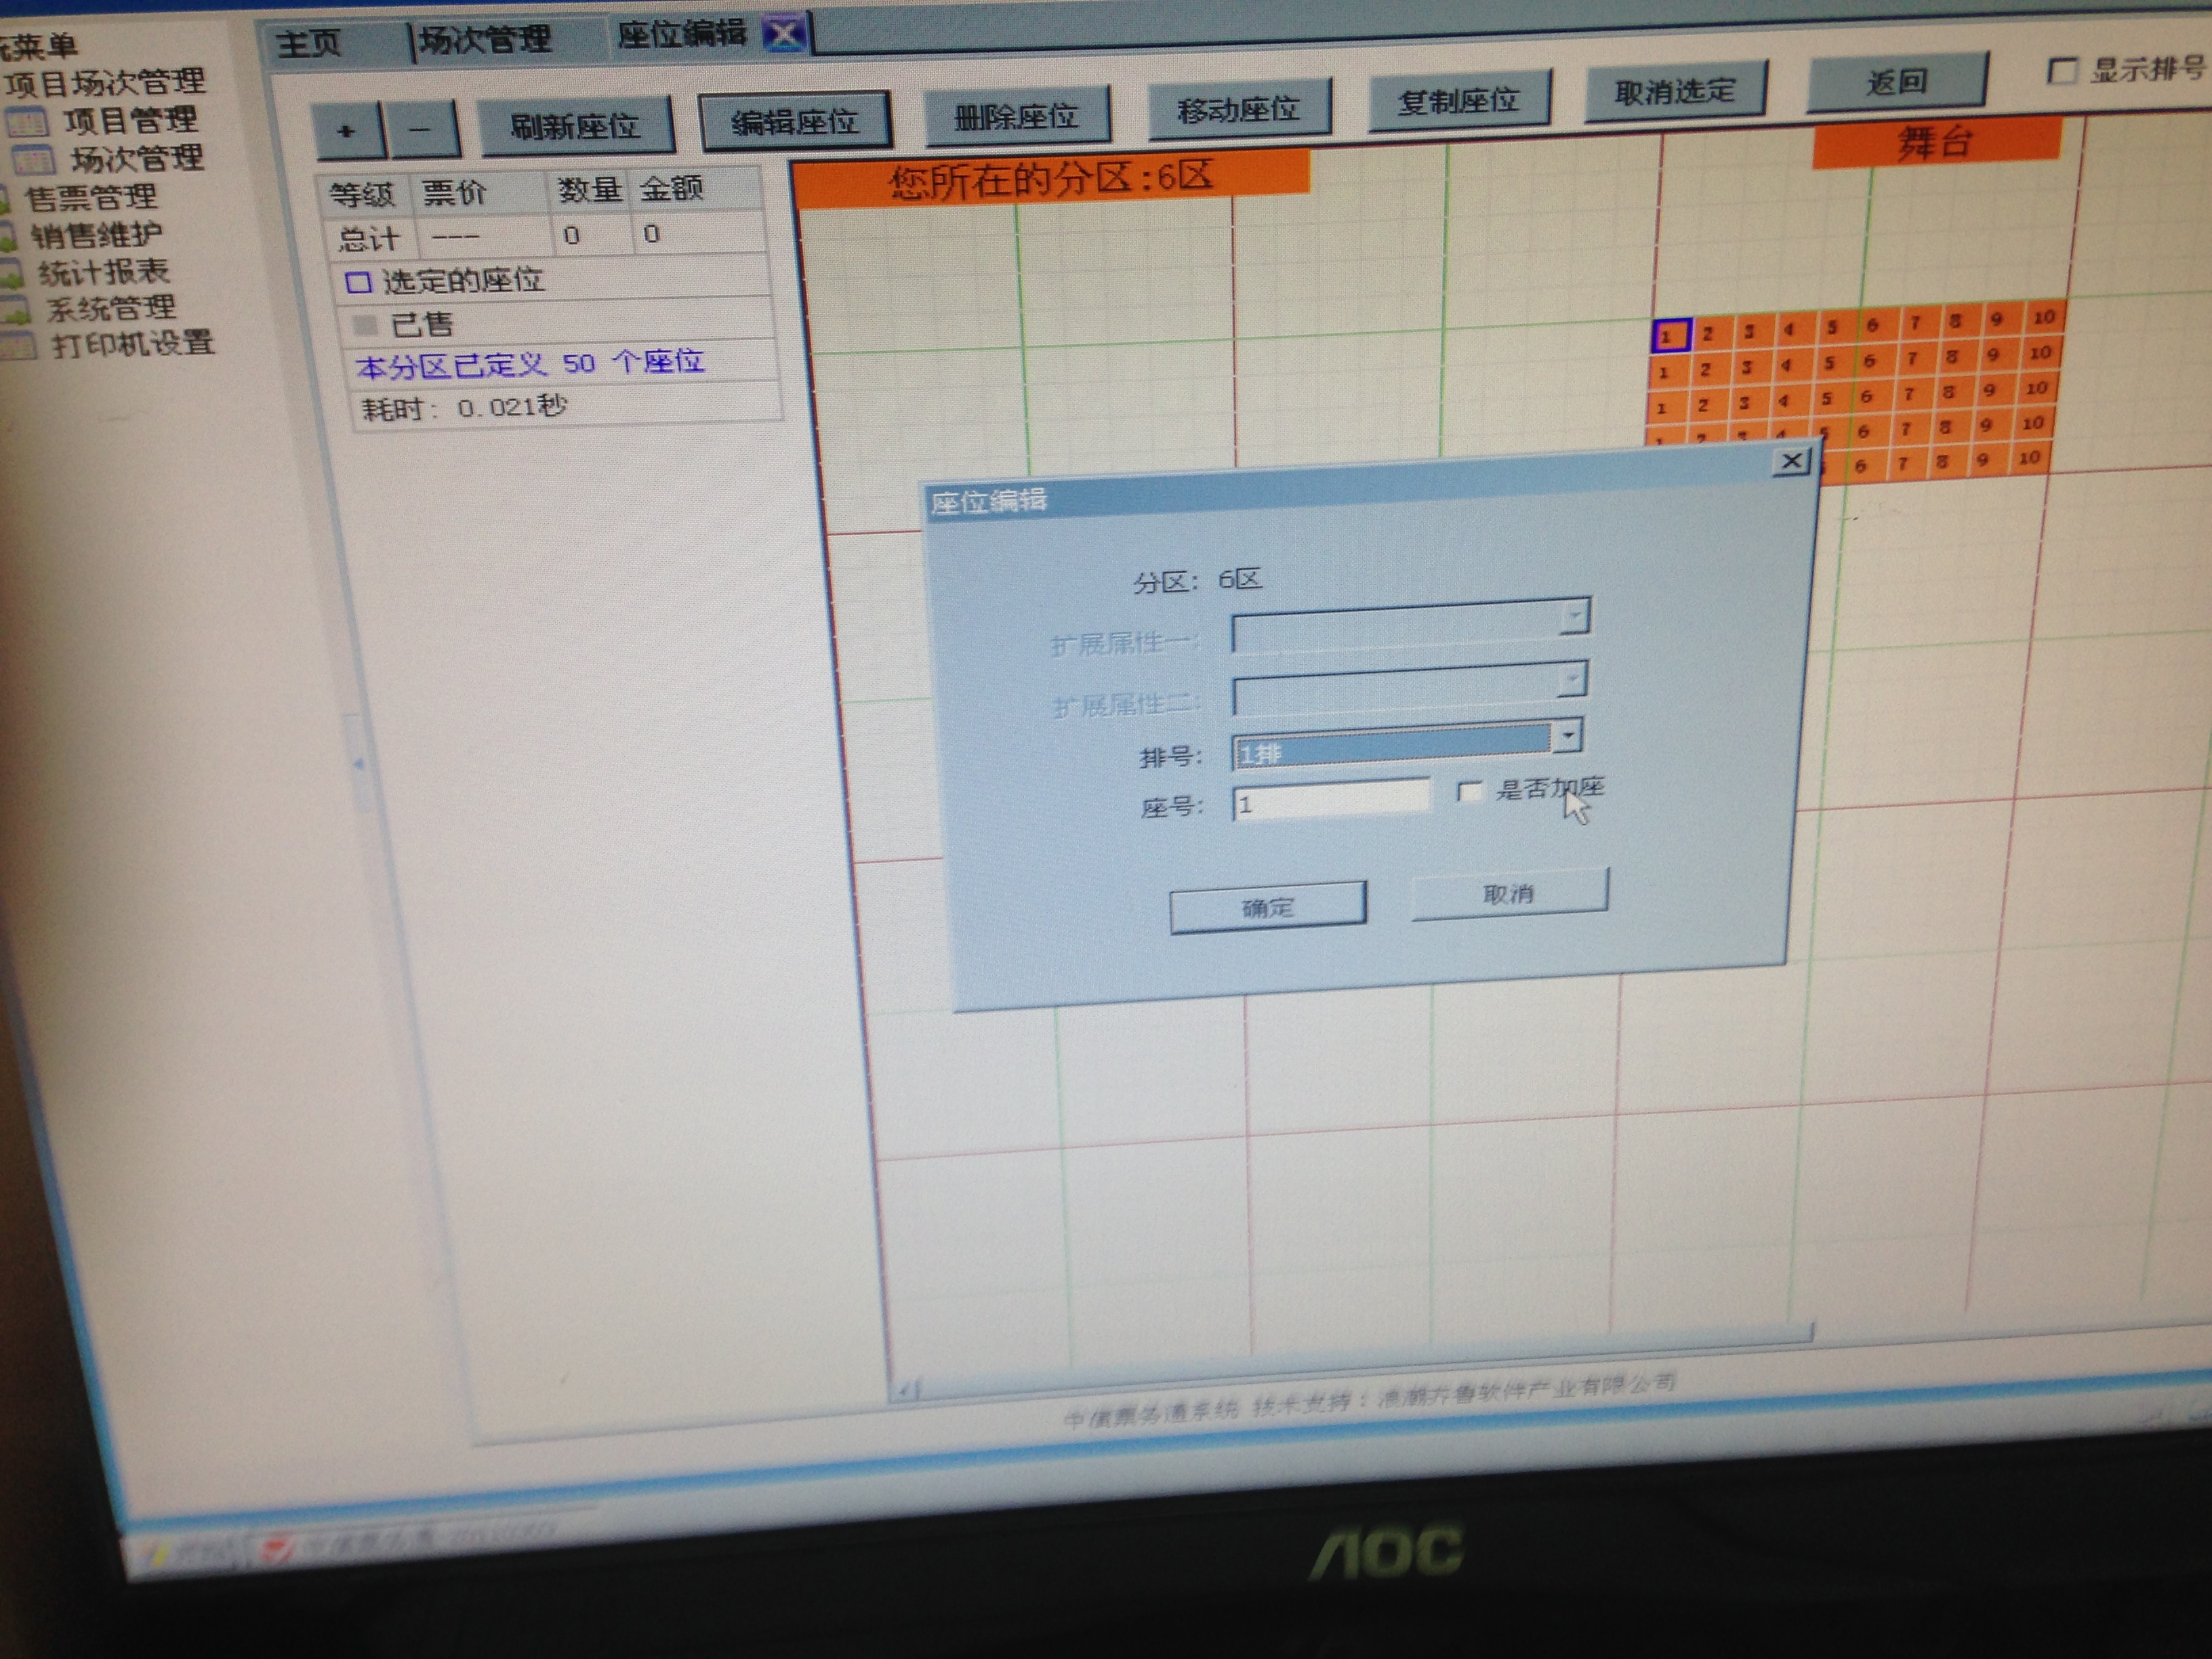 统菜单
项目场次管理
项目管理
场次管理
售票管理
销售维护
统计报表
系统管理
打印机设置
主页 场次管理 座位编辑
+ − 刷新座位 编辑座位 删除座位 移动座位 复制座位 取消选定 返回 显示排号
等级 票价 数量 金额
总计 --- 0 0
选定的座位
已售
本分区已定义 50 个座位
耗时: 0.021秒
您所在的分区:6区
舞台
1 2 3 4 5 6 7 8 9 10
1 2 3 4 5 6 7 8 9 10
1 2 3 4 5 6 7 8 9 10
1 2 3 4 5 6 7 8 9 10
6 7 8 9 10
座位编辑
分区: 6区
扩展属性一:
扩展属性二:
排号: 1排
座号: 1 是否加座
确定 取消
中信票务通系统 技术支持:浪潮齐鲁软件产业有限公司
AOC